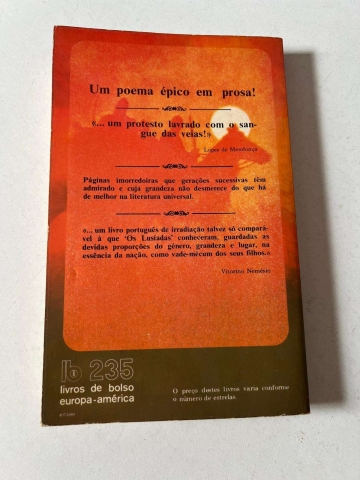 Um poema épico em prosa!
«... um protesto lavrado com o san-
gue das veias!»
Lopes de Mendonça
Páginas imorredoiras que gerações sucessivas têm
admirado e cuja grandeza não desmerece do que há
de melhor na literatura universal.
«... um livro português de irradiação talvez só compará-
vel à que 'Os Lusíadas' conheceram, guardadas as
devidas proporções do género, grandeza e lugar, na
essência da nação, como vade-mecum dos seus filhos.»
Vitorino Nemésio
lb 235
livros de bolso
europa-américa
O preço destes livros varia conforme
o número de estrelas.